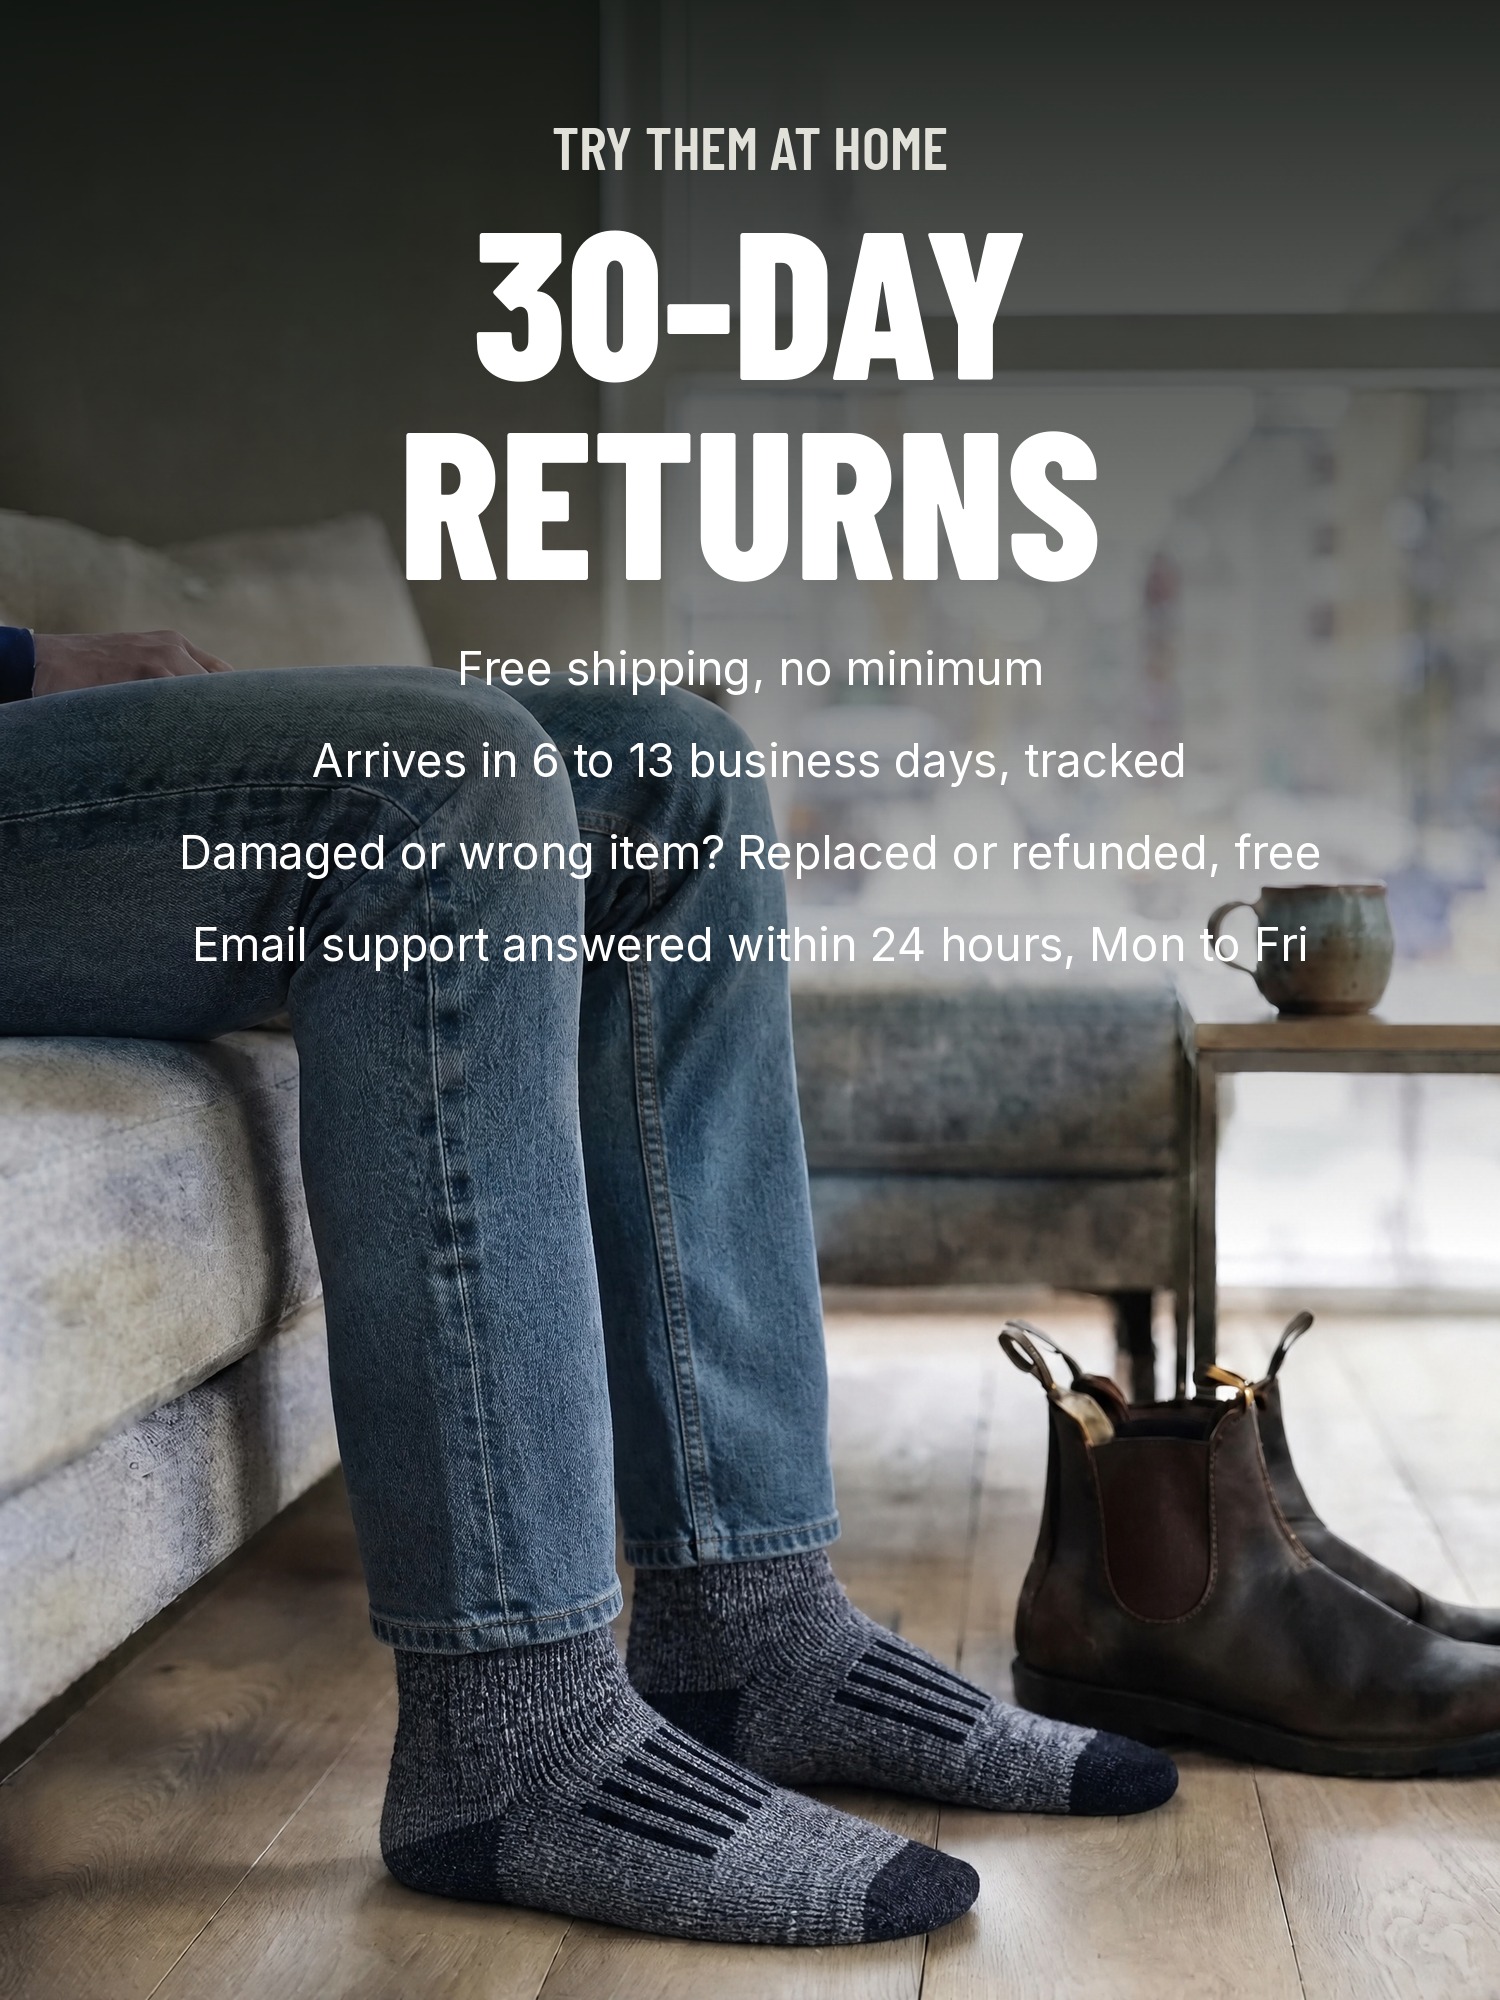 TRY THEM AT HOME
30-DAY
RETURNS
Free shipping, no minimum
Arrives in 6 to 13 business days, tracked
Damaged or wrong item? Replaced or refunded, free
Email support answered within 24 hours, Mon to Fri